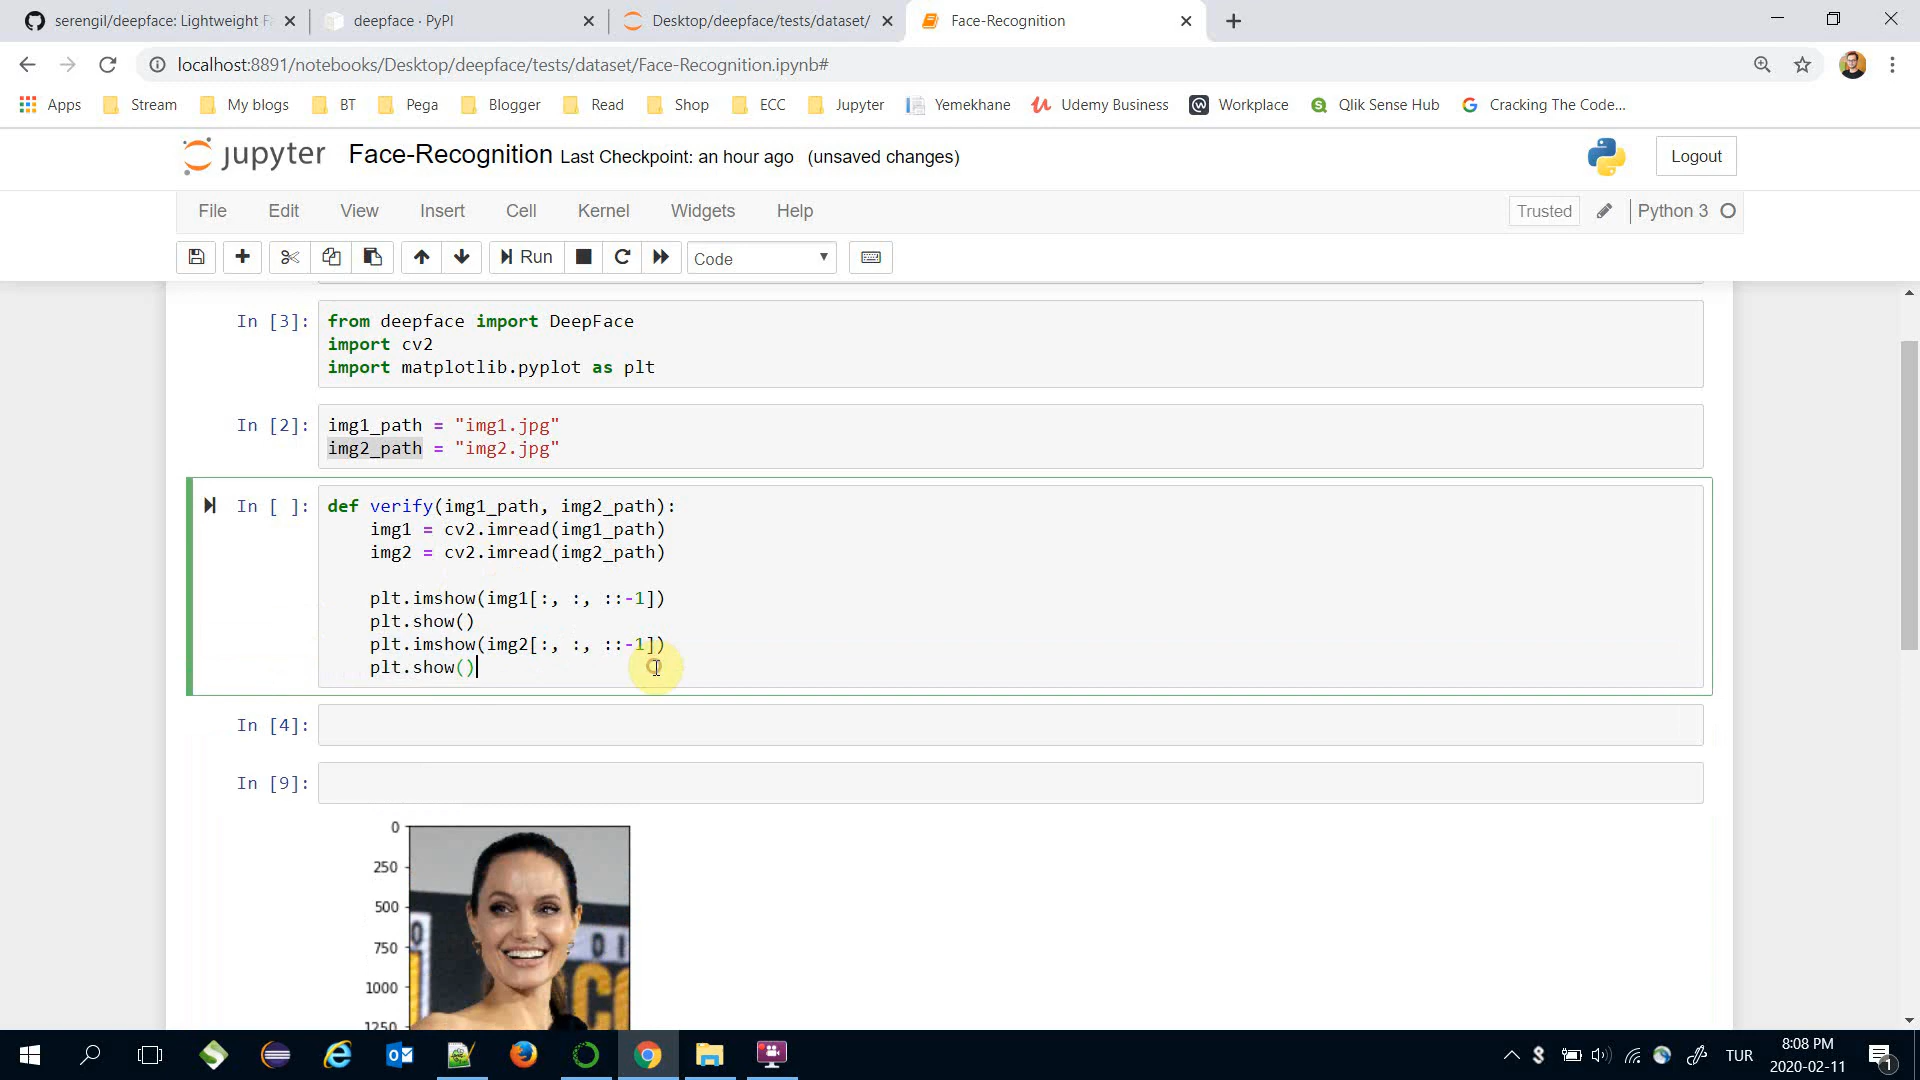 serengil/deepface: Lightweight F
deepface · PyPI
Desktop/deepface/tests/dataset/
Face-Recognition
localhost:8891/notebooks/Desktop/deepface/tests/dataset/Face-Recognition.ipynb#
Apps Stream My blogs BT Pega Blogger Read Shop ECC Jupyter Yemekhane Udemy Business Workplace Qlik Sense Hub Cracking The Code...
jupyter Face-Recognition Last Checkpoint: an hour ago (unsaved changes) Logout
File Edit View Insert Cell Kernel Widgets Help Trusted Python 3
Run Code
In [3]: from deepface import DeepFace
import cv2
import matplotlib.pyplot as plt
In [2]: img1_path = "img1.jpg"
img2_path = "img2.jpg"
In [ ]: def verify(img1_path, img2_path):
img1 = cv2.imread(img1_path)
img2 = cv2.imread(img2_path)
plt.imshow(img1[:, :, ::-1])
plt.show()
plt.imshow(img2[:, :, ::-1])
plt.show()
In [4]:
In [9]:
0
250
500
750
1000
1250
TUR
8:08 PM
2020-02-11
1